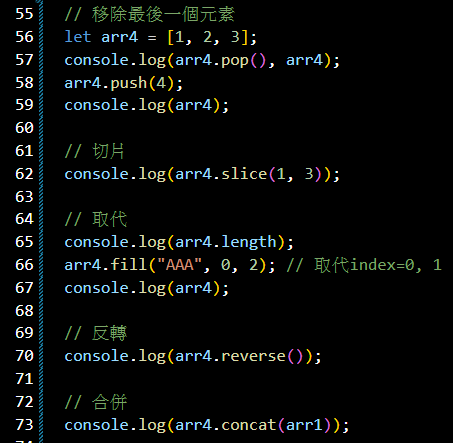 55 // 移除最後一個元素
56 let arr4 = [1, 2, 3];
57 console.log(arr4.pop(), arr4);
58 arr4.push(4);
59 console.log(arr4);
60
61 // 切片
62 console.log(arr4.slice(1, 3));
63
64 // 取代
65 console.log(arr4.length);
66 arr4.fill("AAA", 0, 2); // 取代index=0, 1
67 console.log(arr4);
68
69 // 反轉
70 console.log(arr4.reverse());
71
72 // 合併
73 console.log(arr4.concat(arr1));